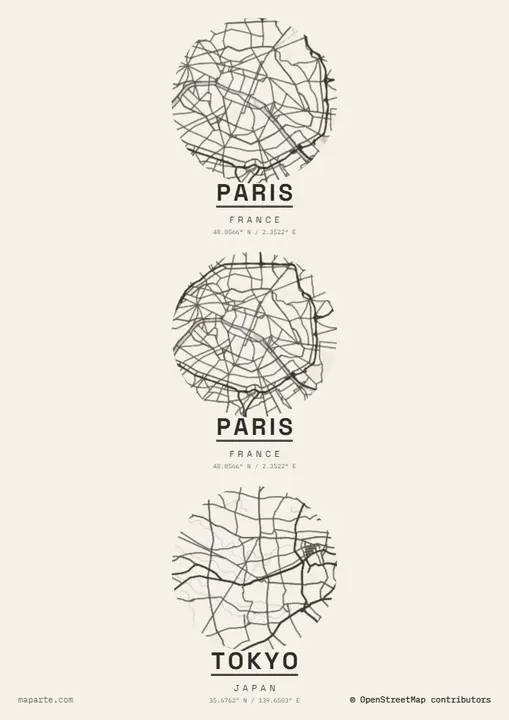 PARIS
FRANCE
48.8566° N / 2.3522° E
PARIS
FRANCE
48.8566° N / 2.3522° E
TOKYO
JAPAN
35.6762° N / 139.6503° E
maparte.com
© OpenStreetMap contributors